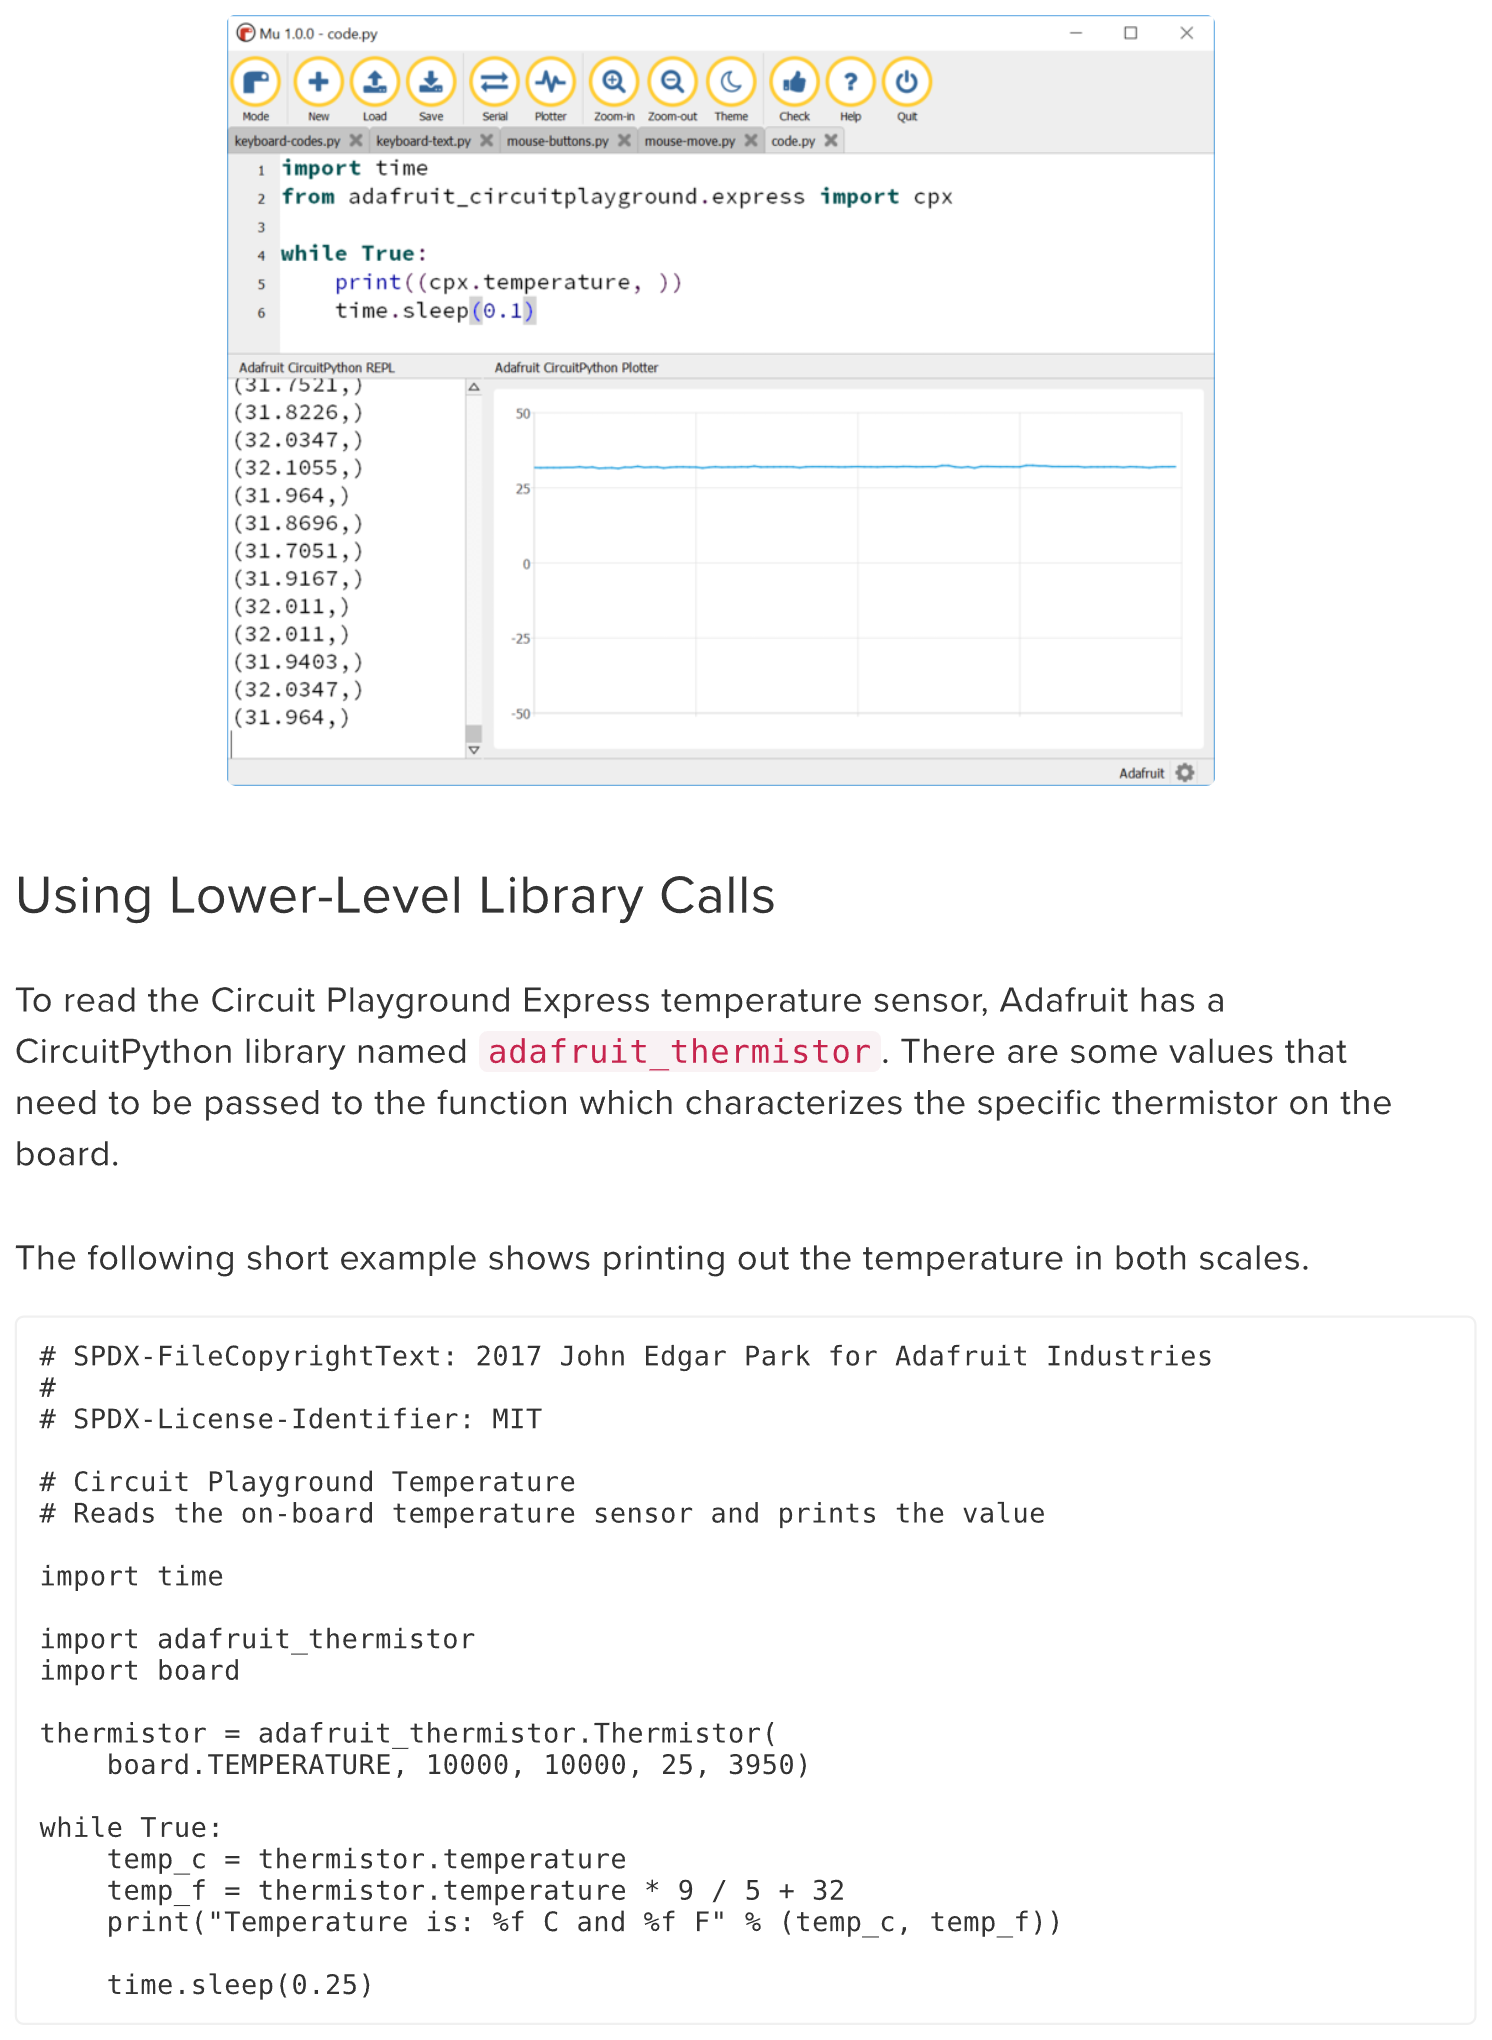 Mu 1.0.0 - code.py
Mode New Load Save Serial Plotter Zoom-in Zoom-out Theme Check Help Quit
keyboard-codes.py keyboard-text.py mouse-buttons.py mouse-move.py code.py
1 import time
2 from adafruit_circuitplayground.express import cpx
3
4 while True:
5     print((cpx.temperature, ))
6     time.sleep(0.1)
Adafruit CircuitPython REPL
(31.7521,)
(31.8226,)
(32.0347,)
(32.1055,)
(31.964,)
(31.8696,)
(31.7051,)
(31.9167,)
(32.011,)
(32.011,)
(31.9403,)
(32.0347,)
(31.964,)
Adafruit CircuitPython Plotter
50
25
0
-25
-50
Adafruit
Using Lower-Level Library Calls
To read the Circuit Playground Express temperature sensor, Adafruit has a
CircuitPython library named adafruit_thermistor. There are some values that
need to be passed to the function which characterizes the specific thermistor on the
board.
The following short example shows printing out the temperature in both scales.
# SPDX-FileCopyrightText: 2017 John Edgar Park for Adafruit Industries
#
# SPDX-License-Identifier: MIT
# Circuit Playground Temperature
# Reads the on-board temperature sensor and prints the value
import time
import adafruit_thermistor
import board
thermistor = adafruit_thermistor.Thermistor(
    board.TEMPERATURE, 10000, 10000, 25, 3950)
while True:
    temp_c = thermistor.temperature
    temp_f = thermistor.temperature * 9 / 5 + 32
    print("Temperature is: %f C and %f F" % (temp_c, temp_f))
    time.sleep(0.25)